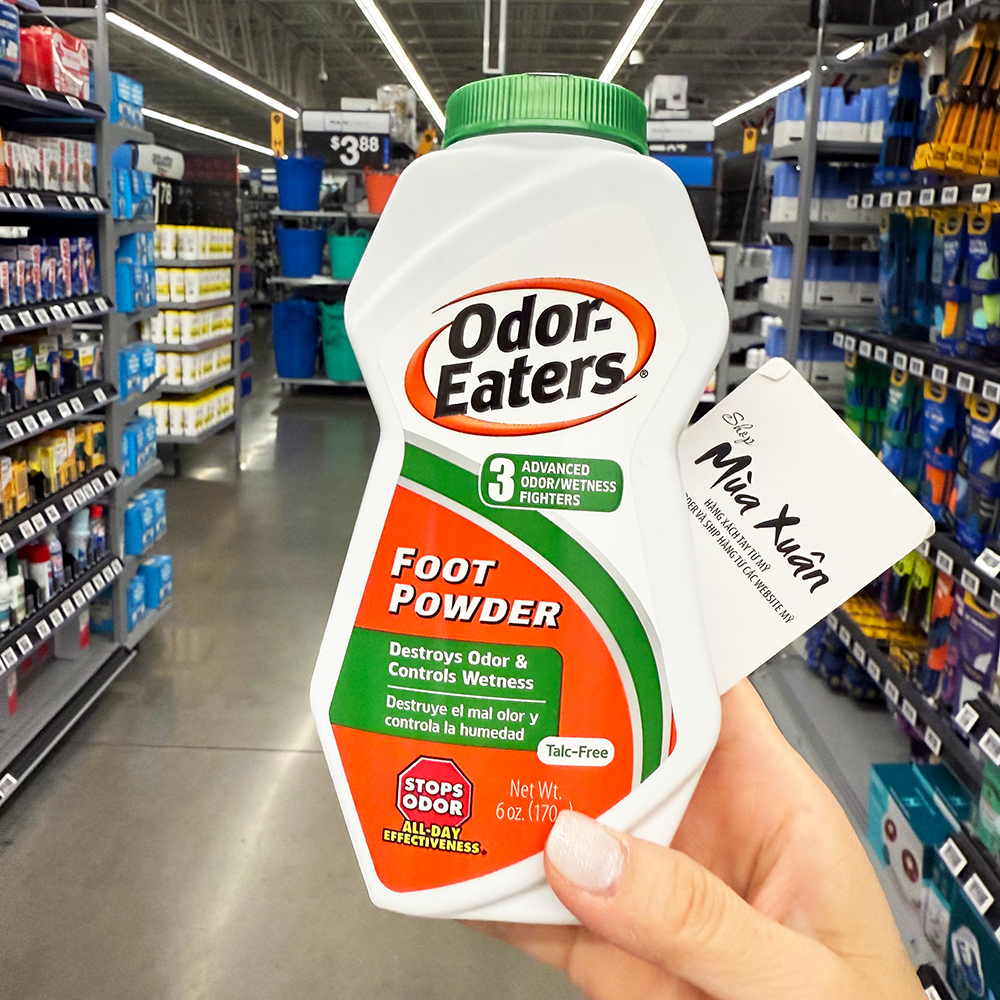 $3.88
Odor-
Eaters®
3 ADVANCED
ODOR/WETNESS
FIGHTERS
FOOT
POWDER
Destroys Odor &
Controls Wetness
Destruye el mal olor y
controla la humedad
Talc-Free
STOPS
ODOR
ALL-DAY
EFFECTIVENESS
Net Wt.
6 oz. (170
Shop
Mùa Xuân
HÀNG XÁCH TAY TỪ MỸ
VÀ SHIP HÀNG TỪ CÁC WEBSITE MỸ